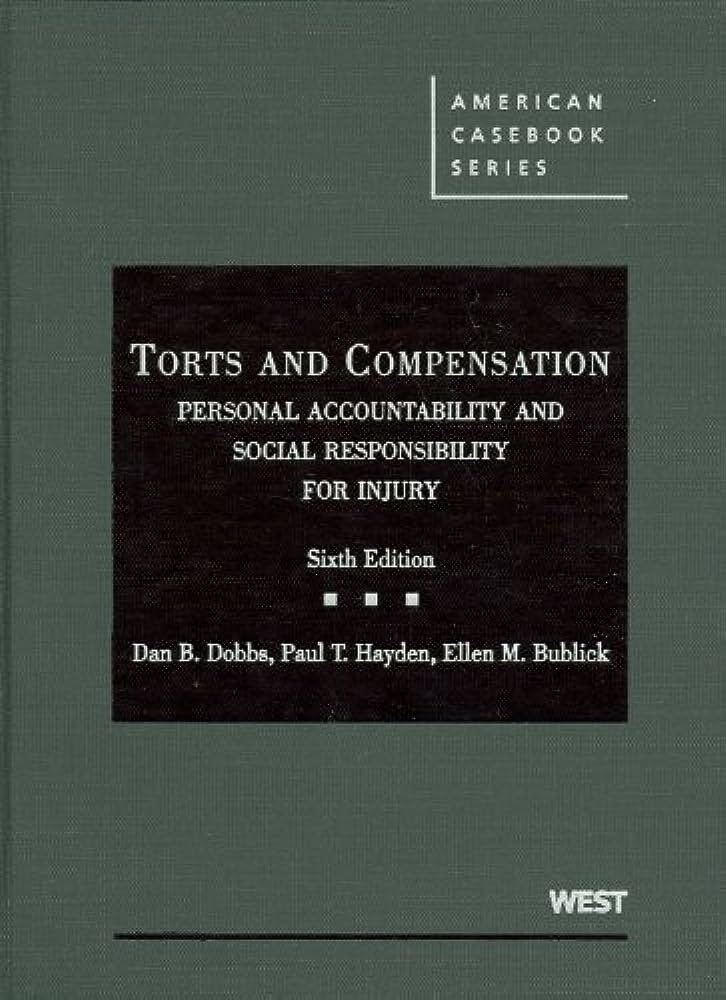 AMERICAN
CASEBOOK
SERIES
TORTS AND COMPENSATION
PERSONAL ACCOUNTABILITY AND
SOCIAL RESPONSIBILITY
FOR INJURY
Sixth Edition
Dan B. Dobbs, Paul T. Hayden, Ellen M. Bublick
WEST